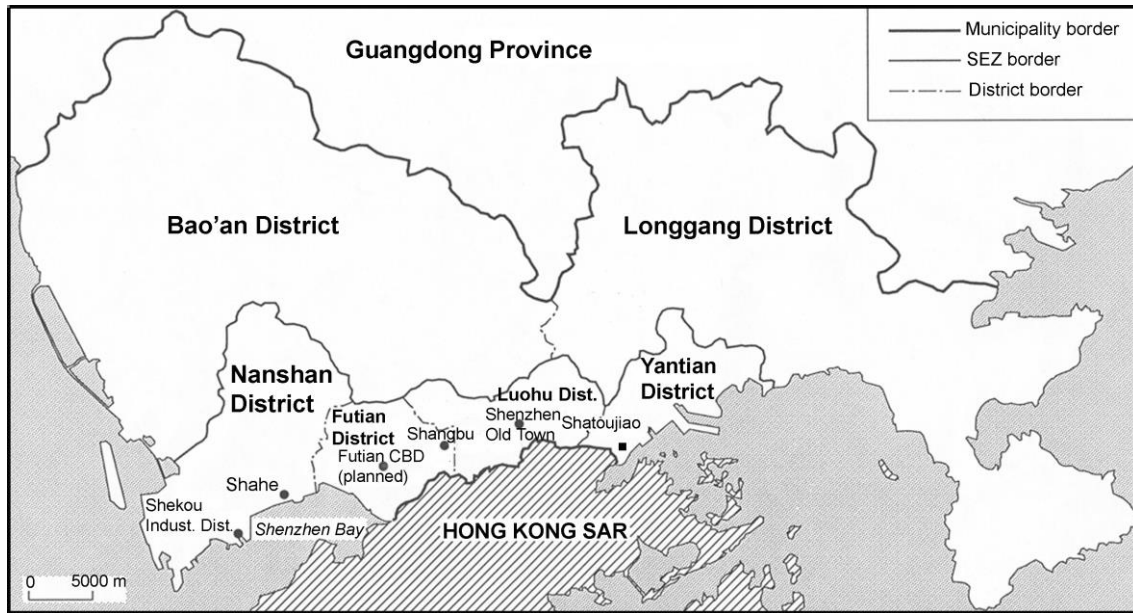 Guangdong Province
Municipality border
SEZ border
District border
Bao'an District
Longgang District
Nanshan
District
Futian
District
Futian CBD
(planned)
Shangbu
Luohu Dist.
Shenzhen
Old Town
Shatoujiao
Yantian
District
Shahe
Shekou
Indust. Dist.
Shenzhen Bay
HONG KONG SAR
0 5000 m